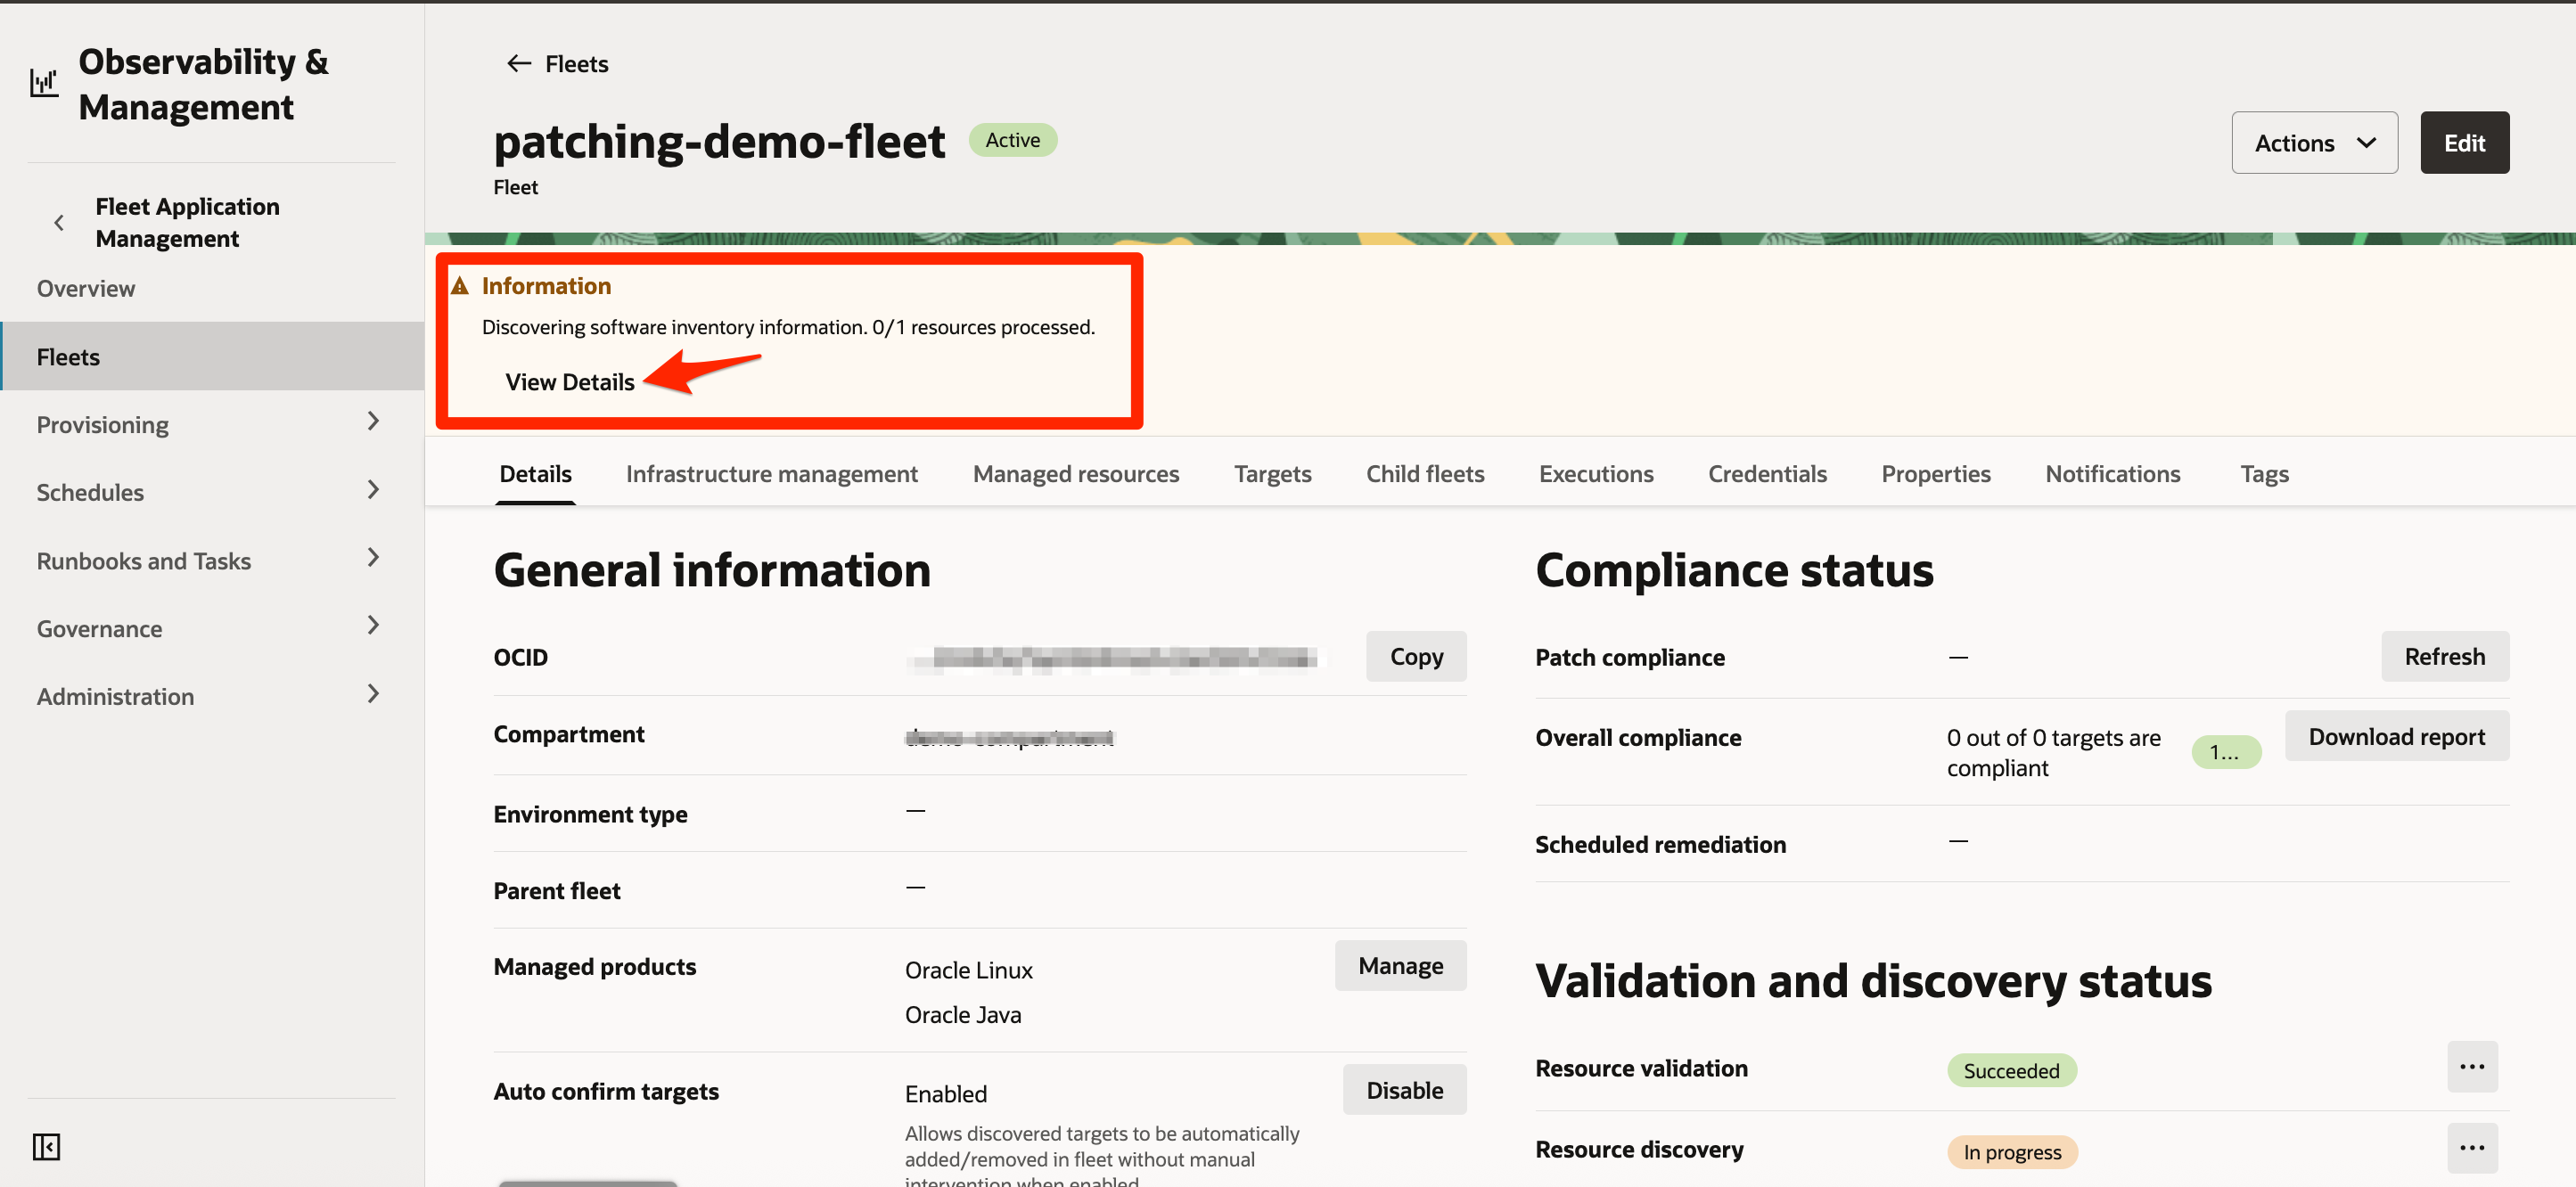 Observability &
Management
Fleet Application
Management
Overview
Fleets
Provisioning
Schedules
Runbooks and Tasks
Governance
Administration
Fleets
patching-demo-fleet
Active
Fleet
Actions
Edit
Information
Discovering software inventory information. 0/1 resources processed.
View Details
Details
Infrastructure management
Managed resources
Targets
Child fleets
Executions
Credentials
Properties
Notifications
Tags
General information
OCID
Copy
Compartment
Environment type
—
Parent fleet
—
Managed products
Oracle Linux
Oracle Java
Manage
Auto confirm targets
Enabled
Disable
Allows discovered targets to be automatically
added/removed in fleet without manual
intervention when enabled
Compliance status
Patch compliance
—
Refresh
Overall compliance
0 out of 0 targets are
compliant
1...
Download report
Scheduled remediation
—
Validation and discovery status
Resource validation
Succeeded
Resource discovery
In progress